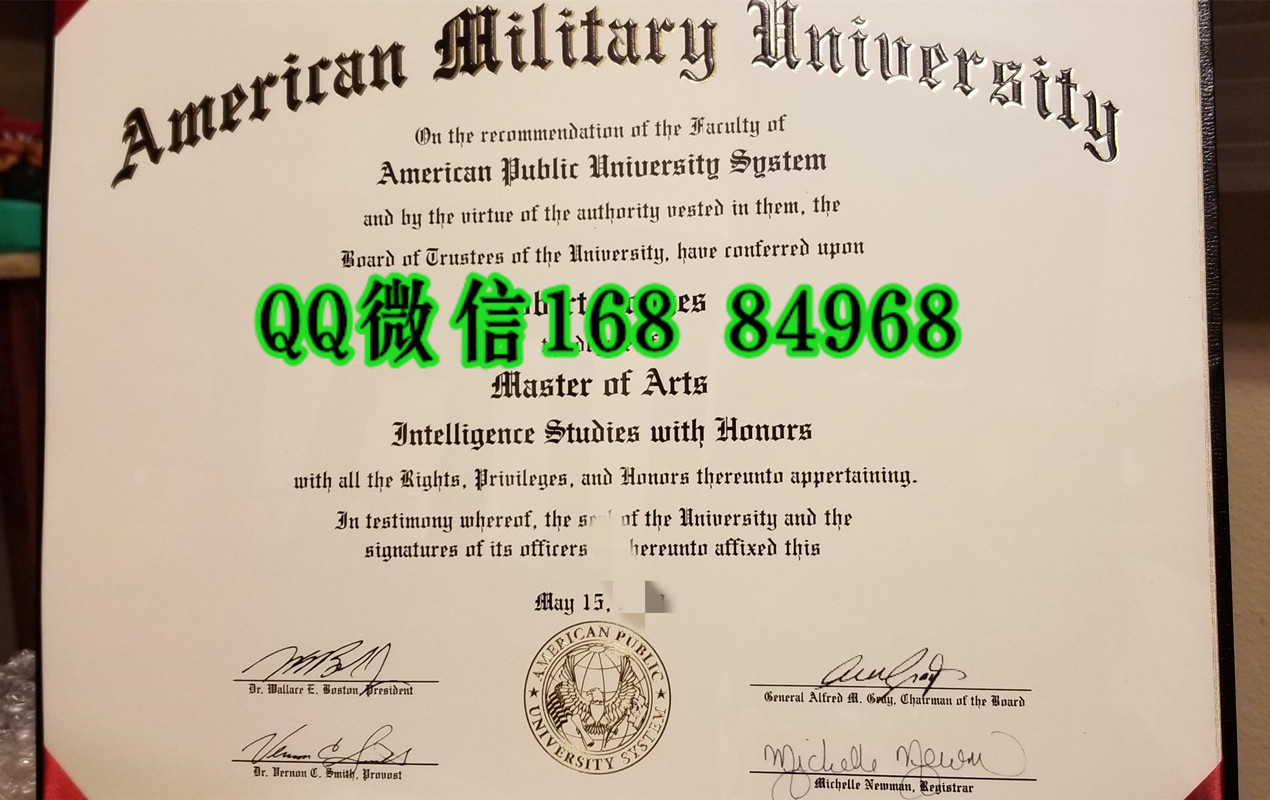 American Military University
On the recommendation of the Faculty of
American Public University System
and by the virtue of the authority vested in them, the
Board of Trustees of the University, have conferred upon
QQ微信168 84968
Master of Arts
Intelligence Studies with Honors
with all the Rights, Privileges, and Honors thereunto appertaining.
In testimony whereof, the of the University and the
signatures of its officers hereunto affixed this
May 15,
AMERICAN PUBLIC
UNIVERSITY SYSTEM
Dr. Wallace E. Boston, President
General Alfred M. Gray, Chairman of the Board
Dr. Vernon C. Smith, Provost
Michelle Newman
Michelle Newman, Registrar